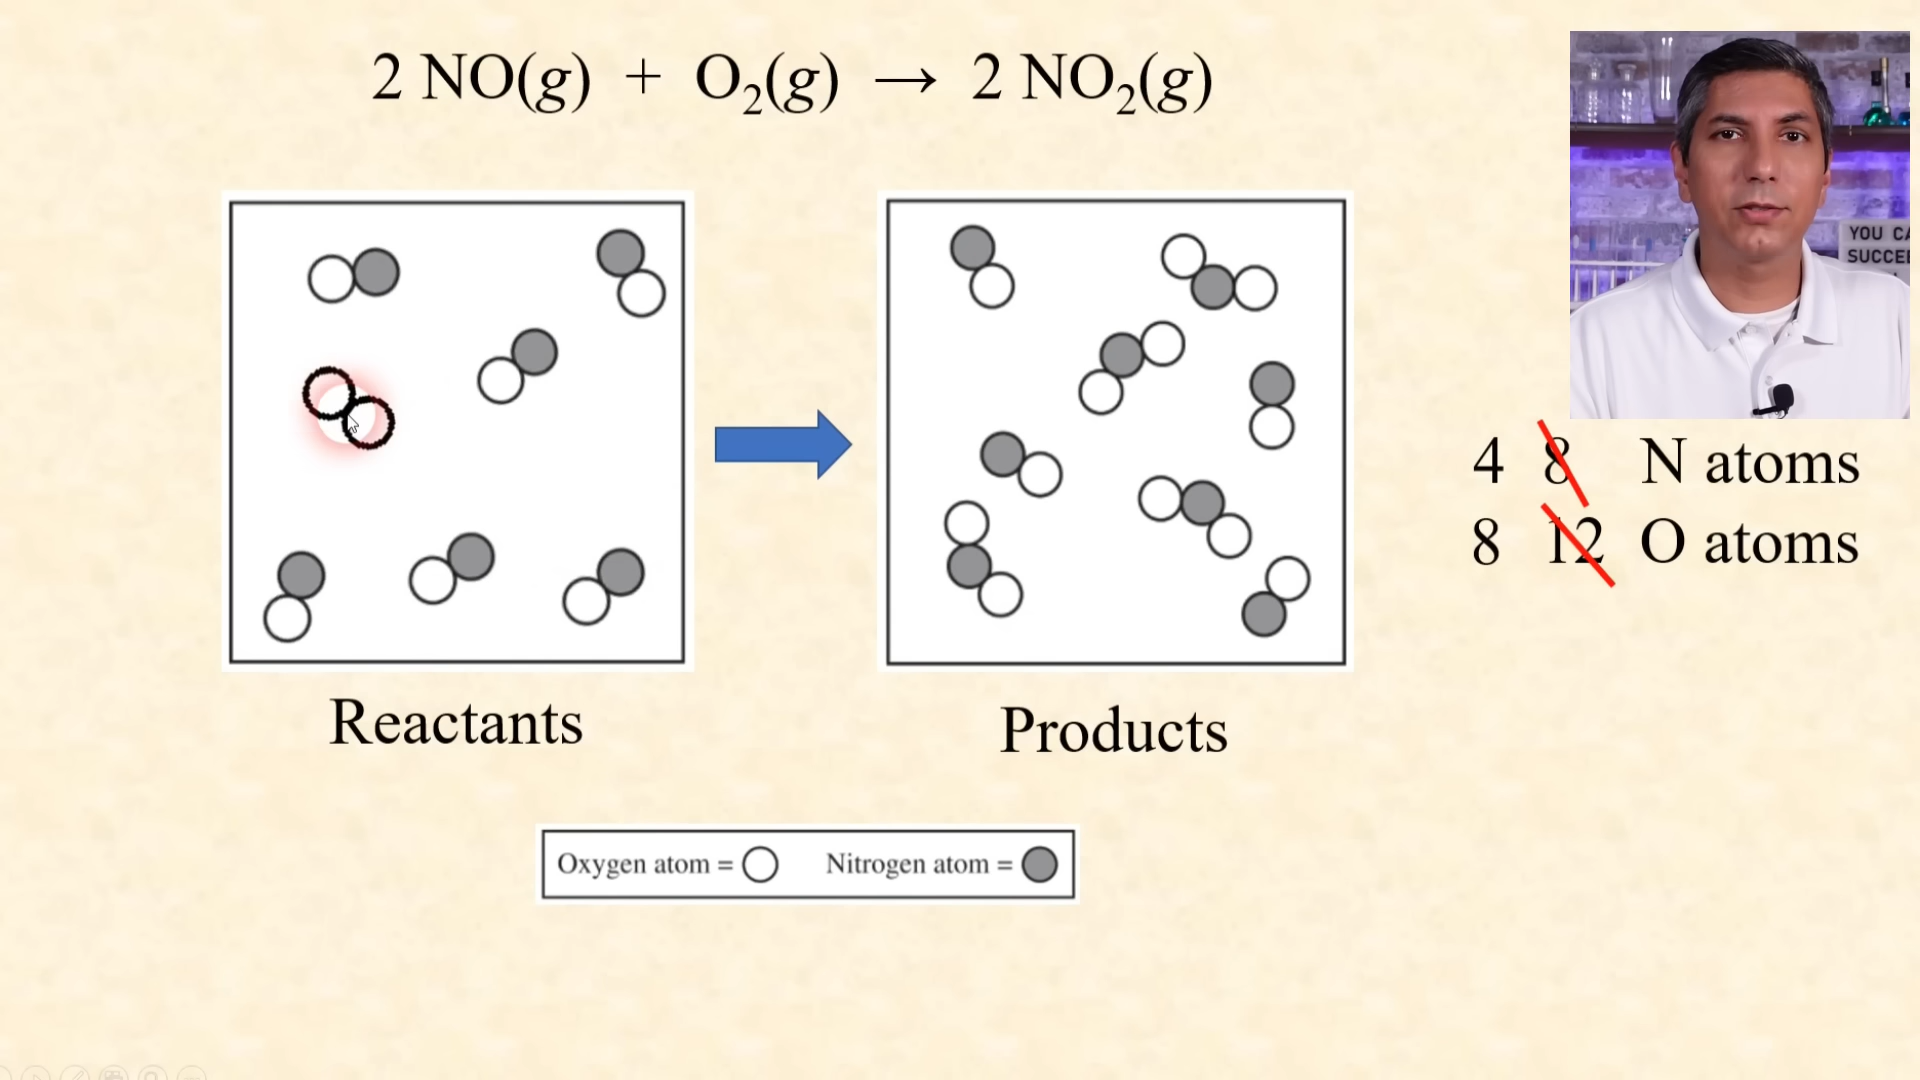 2 NO(g) + O₂(g) → 2 NO₂(g)
YOU CA
SUCCEE
4 8 N atoms
8 12 O atoms
Reactants
Products
Oxygen atom = Nitrogen atom =